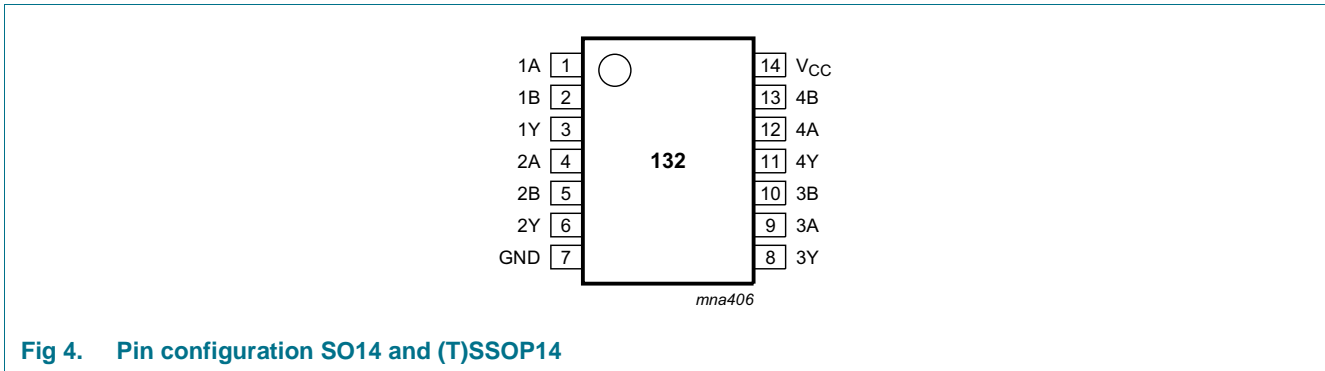 1A 1 14 VCC
1B 2 13 4B
1Y 3 12 4A
2A 4 132 11 4Y
2B 5 10 3B
2Y 6 9 3A
GND 7 8 3Y
mna406
Fig 4. Pin configuration SO14 and (T)SSOP14